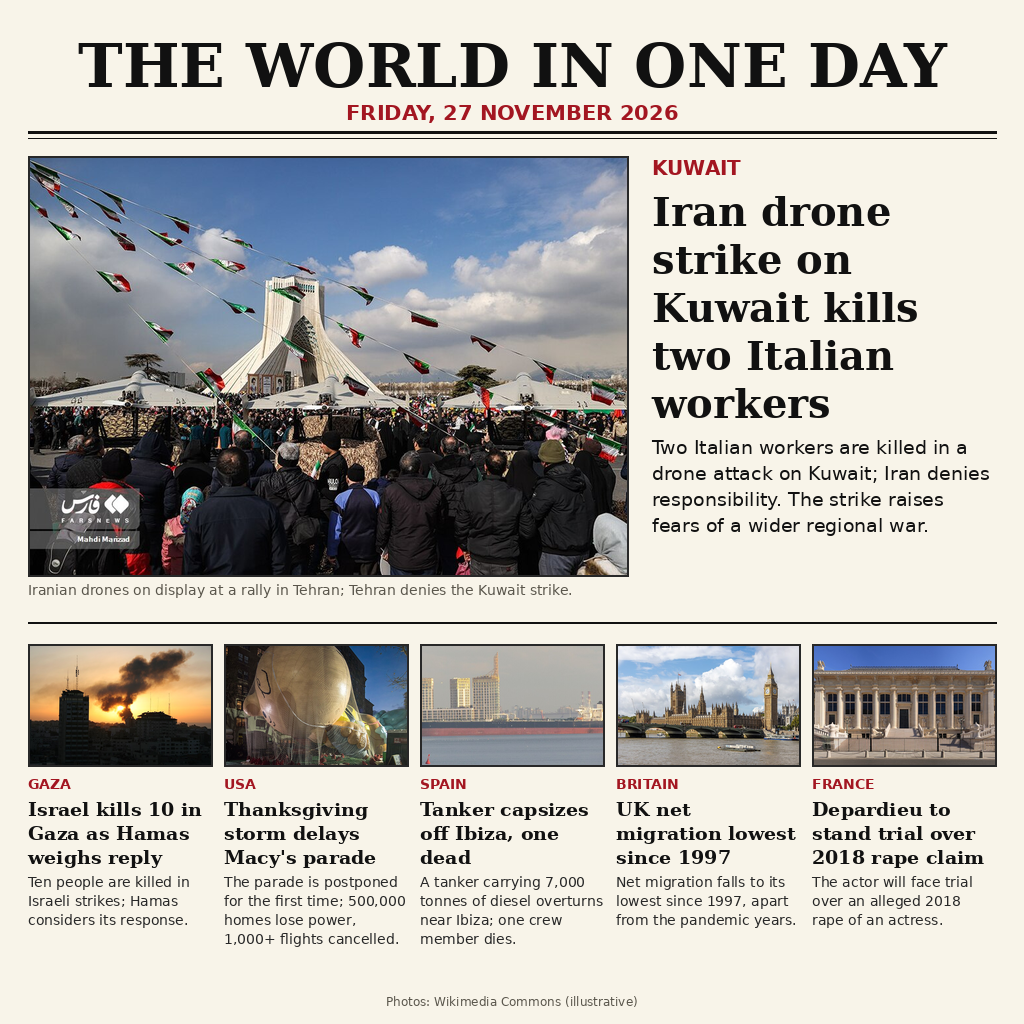 THE WORLD IN ONE DAY
FRIDAY, 27 NOVEMBER 2026
KUWAIT
Iran drone
strike on
Kuwait kills
two Italian
workers
Two Italian workers are killed in a
drone attack on Kuwait; Iran denies
responsibility. The strike raises
fears of a wider regional war.
فارس
FARSNEWS
Mahdi Marizad
Iranian drones on display at a rally in Tehran; Tehran denies the Kuwait strike.
GAZA
Israel kills 10 in
Gaza as Hamas
weighs reply
Ten people are killed in
Israeli strikes; Hamas
considers its response.
USA
Thanksgiving
storm delays
Macy's parade
The parade is postponed
for the first time; 500,000
homes lose power,
1,000+ flights cancelled.
SPAIN
Tanker capsizes
off Ibiza, one
dead
A tanker carrying 7,000
tonnes of diesel overturns
near Ibiza; one crew
member dies.
BRITAIN
UK net
migration lowest
since 1997
Net migration falls to its
lowest since 1997, apart
from the pandemic years.
FRANCE
Depardieu to
stand trial over
2018 rape claim
The actor will face trial
over an alleged 2018
rape of an actress.
Photos: Wikimedia Commons (illustrative)